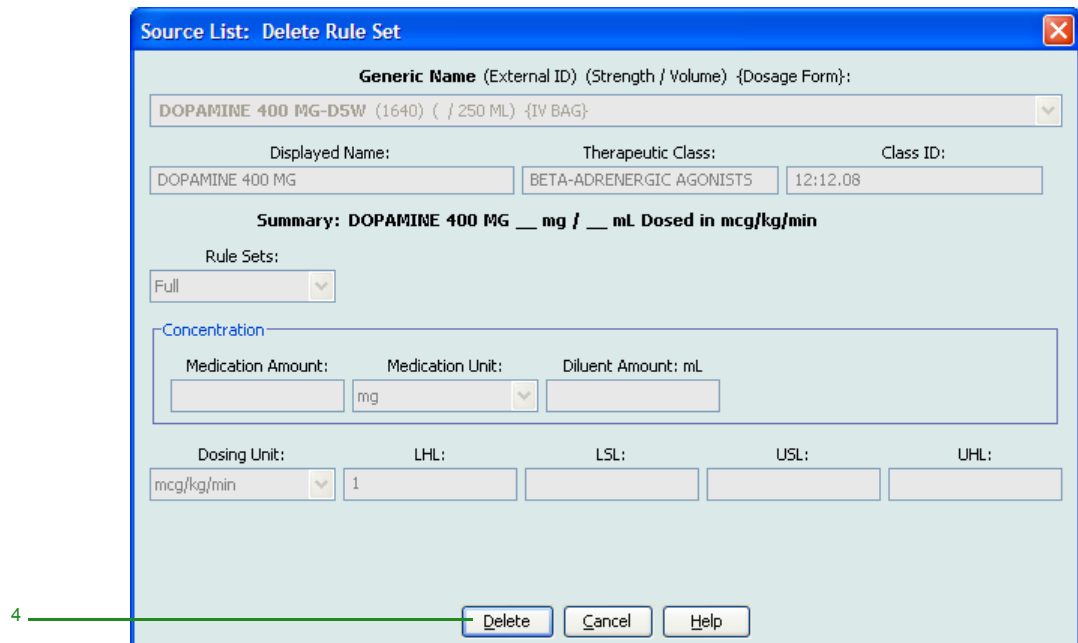 Source List: Delete Rule Set
Generic Name (External ID) (Strength / Volume) {Dosage Form}:
DOPAMINE 400 MG-D5W (1640) ( / 250 ML) {IV BAG}
Displayed Name: Therapeutic Class: Class ID:
DOPAMINE 400 MG BETA-ADRENERGIC AGONISTS 12:12.08
Summary: DOPAMINE 400 MG __ mg / __ mL Dosed in mcg/kg/min
Rule Sets:
Full
Concentration
Medication Amount: Medication Unit: Diluent Amount: mL
mg
Dosing Unit: LHL: LSL: USL: UHL:
mcg/kg/min 1
4 Delete Cancel Help